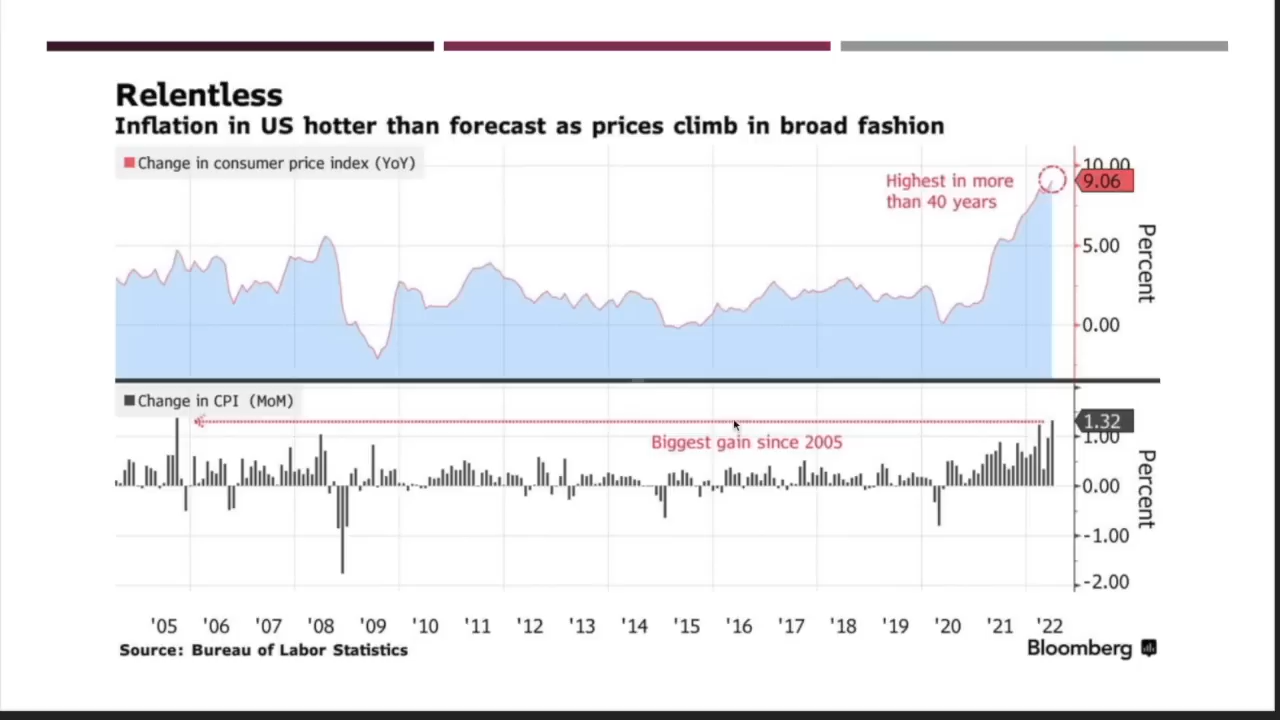 Relentless
Inflation in US hotter than forecast as prices climb in broad fashion
Change in consumer price index (YoY)
10.00
Highest in more
than 40 years
9.06
5.00
Percent
0.00
Change in CPI (MoM)
1.32
1.00
Biggest gain since 2005
Percent
0.00
-1.00
-2.00
'05 '06 '07 '08 '09 '10 '11 '12 '13 '14 '15 '16 '17 '18 '19 '20 '21 '22
Source: Bureau of Labor Statistics
Bloomberg